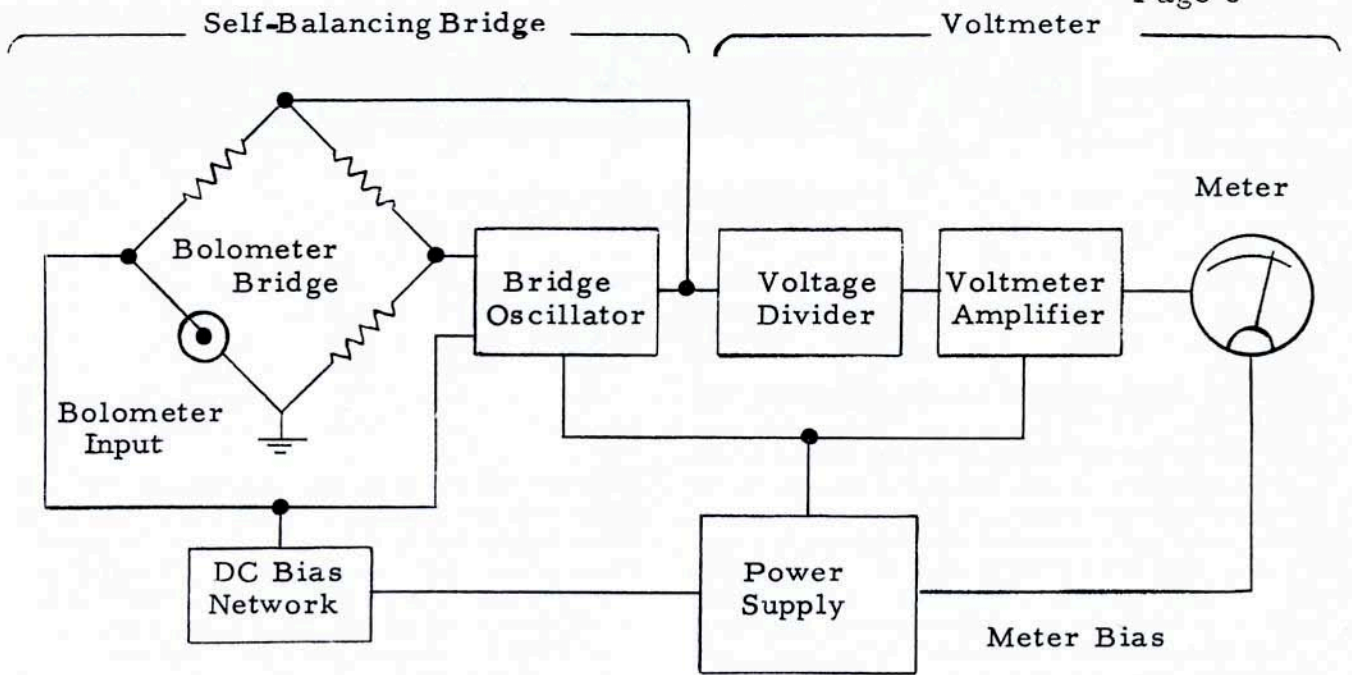 Self-Balancing Bridge
Voltmeter
Meter
Bolometer
Bridge
Bridge
Oscillator
Voltage
Divider
Voltmeter
Amplifier
Bolometer
Input
DC Bias
Network
Power
Supply
Meter Bias